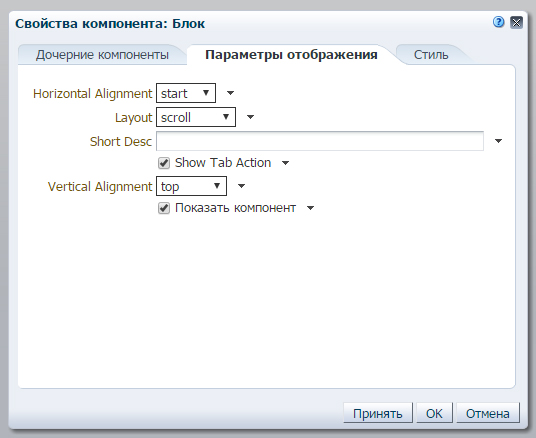 Свойства компонента: Блок
Дочерние компоненты Параметры отображения Стиль
Horizontal Alignment start
Layout scroll
Short Desc
Show Tab Action
Vertical Alignment top
Показать компонент
Принять OK Отмена